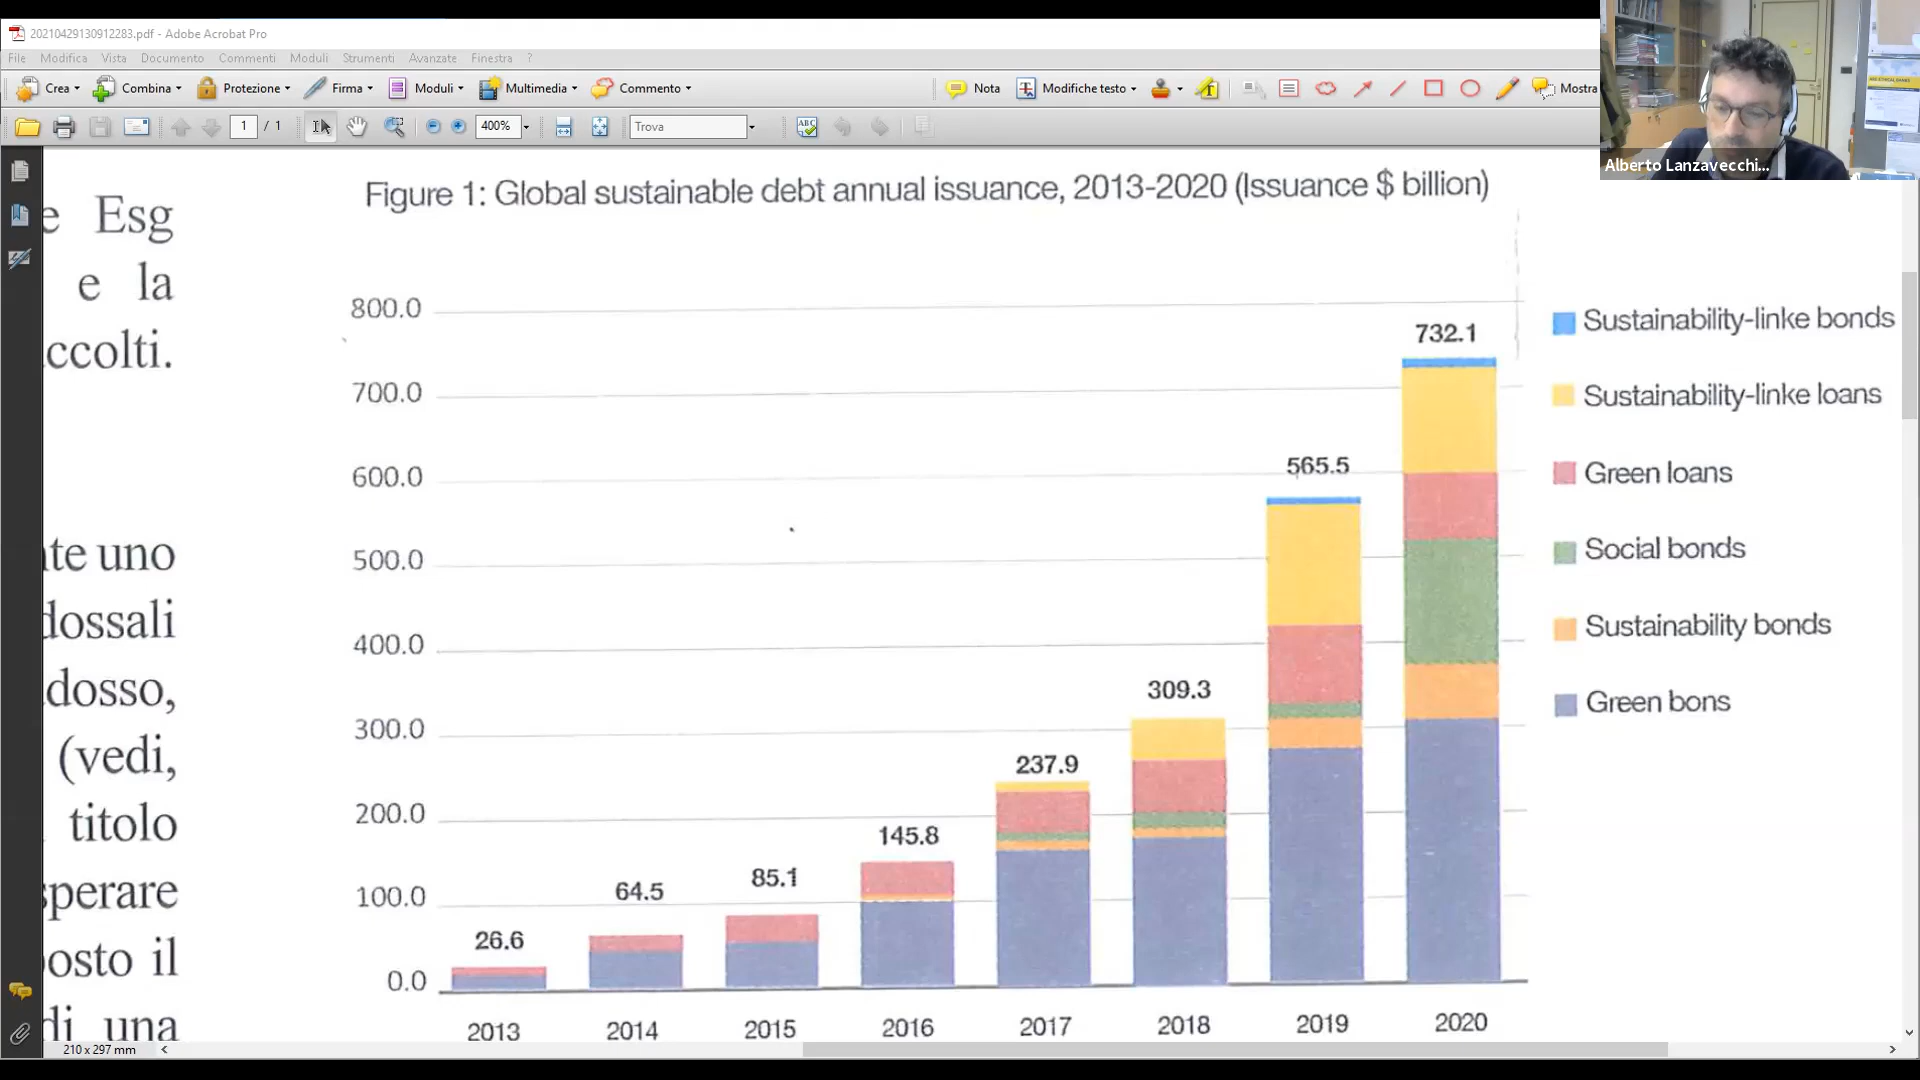 20210429130912283.pdf - Adobe Acrobat Pro
File Modifica Vista Documento Commenti Moduli Strumenti Avanzate Finestra ?
Crea Combina Protezione Firma Moduli Multimedia Commento Nota Modifiche testo Mostra
1 / 1 400% Trova
Alberto Lanzavecchi...
e Esg
e la
ccolti.
te uno
dossali
dosso,
(vedi,
titolo
sperare
osto il
di una
Figure 1: Global sustainable debt annual issuance, 2013-2020 (Issuance $ billion)
800.0
700.0
600.0
500.0
400.0
300.0
200.0
100.0
0.0
26.6
64.5
85.1
145.8
237.9
309.3
565.5
732.1
2013 2014 2015 2016 2017 2018 2019 2020
Sustainability-linke bonds
Sustainability-linke loans
Green loans
Social bonds
Sustainability bonds
Green bons
210 x 297 mm